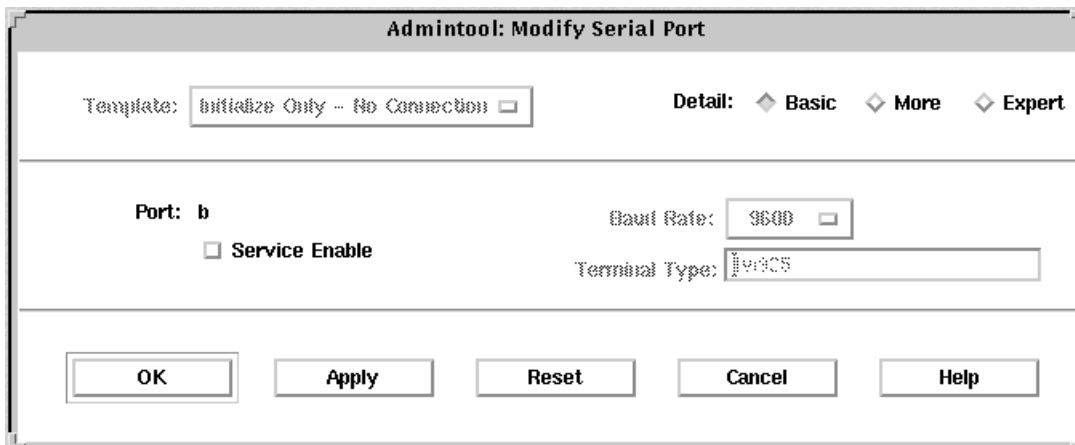 Admintool: Modify Serial Port
Template: Initialize Only – No Connection
Detail: Basic More Expert
Port: b
Baud Rate: 9600
Service Enable
Terminal Type: tvi925
OK Apply Reset Cancel Help